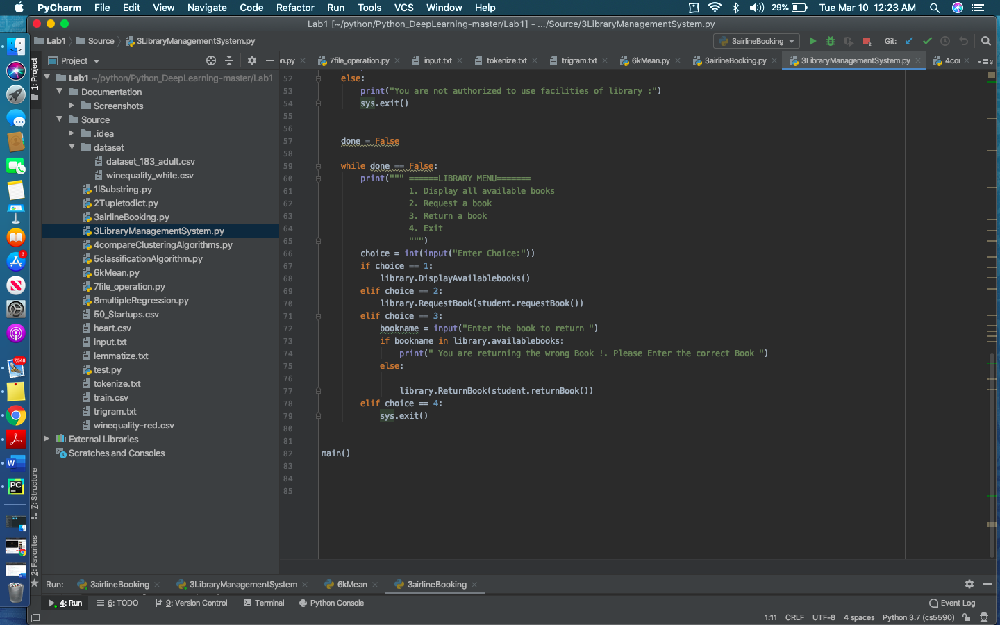 PyCharm File Edit View Navigate Code Refactor Run Tools VCS Window Help 29% Tue Mar 10 12:23 AM
Lab1 [~/python/Python_DeepLearning-master/Lab1] - .../Source/3LibraryManagementSystem.py
Lab1 Source 3LibraryManagementSystem.py 3airlineBooking Git:
Project n.py 7file_operation.py input.txt tokenize.txt trigram.txt 6kMean.py 3airlineBooking.py 3LibraryManagementSystem.py 4coı 3
1: Project
Lab1 ~/python/Python_DeepLearning-master/Lab1
Documentation
Screenshots
Source
.idea
dataset
dataset_183_adult.csv
winequality_white.csv
1ISubstring.py
2Tupletodict.py
3airlineBooking.py
3LibraryManagementSystem.py
4compareClusteringAlgorithms.py
5classificationAlgorithm.py
6kMean.py
7file_operation.py
8multipleRegression.py
50_Startups.csv
heart.csv
input.txt
lemmatize.txt
test.py
tokenize.txt
train.csv
trigram.txt
winequality-red.csv
External Libraries
Scratches and Consoles
3
7,548
W
PC
Z: Structure
2: Favorites
52 else:
53 print("You are not authorized to use facilities of library :")
54 sys.exit()
55
56
57 done = False
58
59 while done == False:
60 print(""" ======LIBRARY MENU=======
61 1. Display all available books
62 2. Request a book
63 3. Return a book
64 4. Exit
65 """)
66 choice = int(input("Enter Choice:"))
67 if choice == 1:
68 library.DisplayAvailablebooks()
69 elif choice == 2:
70 library.RequestBook(student.requestBook())
71 elif choice == 3:
72 bookname = input("Enter the book to return ")
73 if bookname in library.availablebooks:
74 print(" You are returning the wrong Book !. Please Enter the correct Book ")
75 else:
76
77 library.ReturnBook(student.returnBook())
78 elif choice == 4:
79 sys.exit()
80
81
82 main()
83
84
85
Run: 3airlineBooking 3LibraryManagementSystem 6kMean 3airlineBooking
4: Run 6: TODO 9: Version Control Terminal Python Console Event Log
1:11 CRLF UTF-8 4 spaces Python 3.7 (cs5590)